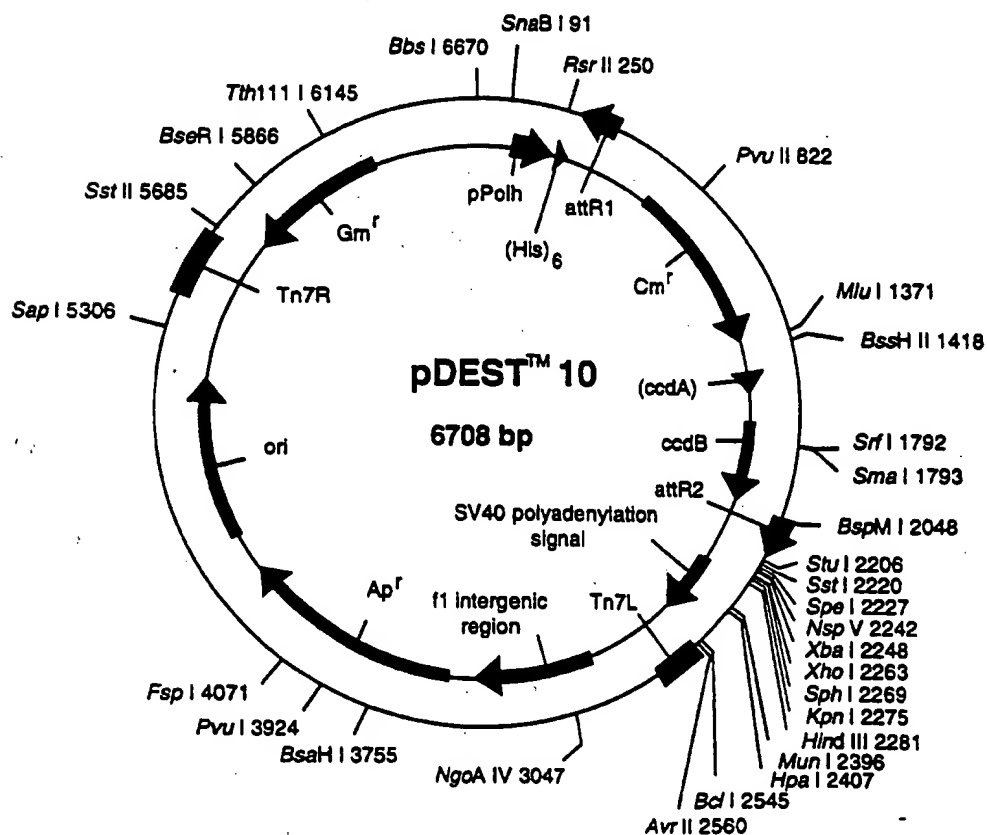 SnaB I 91
Bbs I 6670
Rsr II 250
Tth111 I 6145
BseR I 5866
Pvu II 822
Sst II 5685
pPolh
attR1
Gmr
(His)6
Cmr
Tn7R
Mlu I 1371
Sap I 5306
BssH II 1418
pDEST™ 10
(ccdA)
6708 bp
ccdB
ori
Srf I 1792
Sma I 1793
attR2
SV40 polyadenylation
signal
BspM I 2048
Stu I 2206
Sst I 2220
Spe I 2227
Nsp V 2242
Xba I 2248
Xho I 2263
Sph I 2269
Kpn I 2275
Hind III 2281
Mun I 2396
Hpa I 2407
Apr
f1 intergenic
region
Tn7L
Fsp I 4071
Pvu I 3924
BsaH I 3755
NgoA IV 3047
Bcl I 2545
Avr II 2560